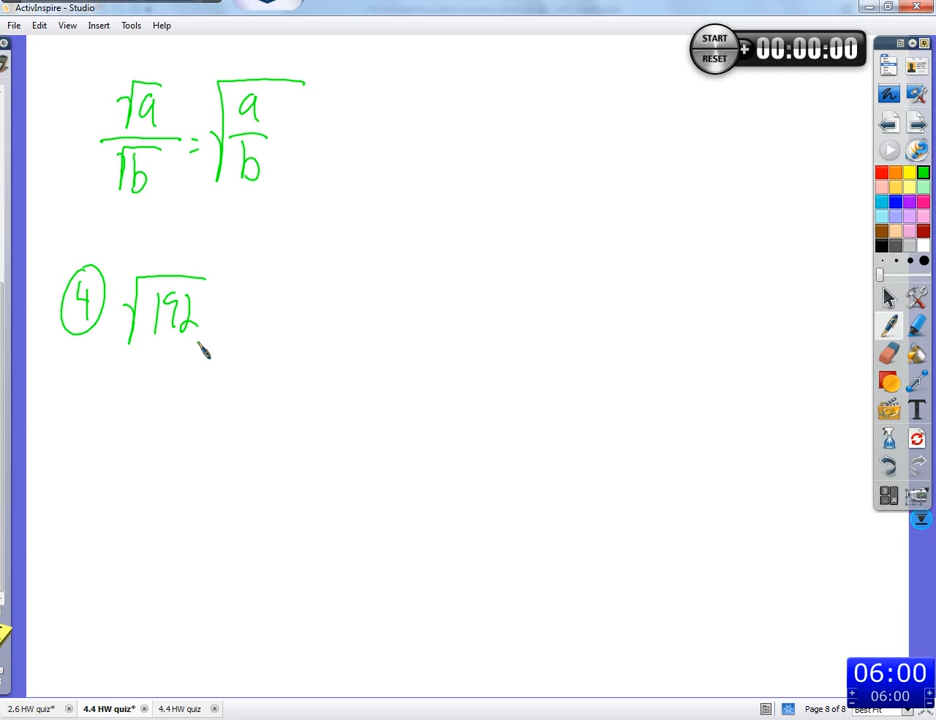 ActivInspire - Studio
File Edit View Insert Tools Help
START
RESET
00:00:00
√a/√b = √(a/b)
4 √192
06:00
06:00
2.6 HW quiz* 4.4 HW quiz* 4.4 HW quiz
Page 8 of 8 Best Fit